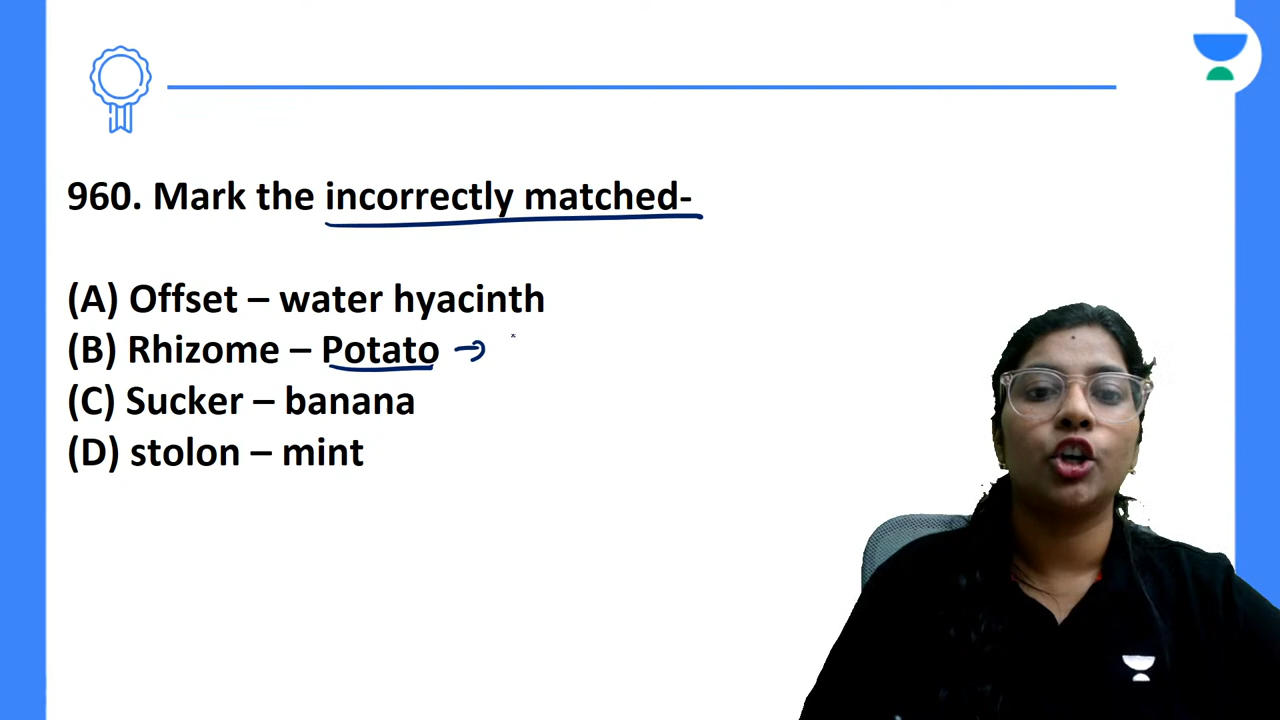 960. Mark the incorrectly matched-
(A) Offset – water hyacinth
(B) Rhizome – Potato →
(C) Sucker – banana
(D) stolon – mint